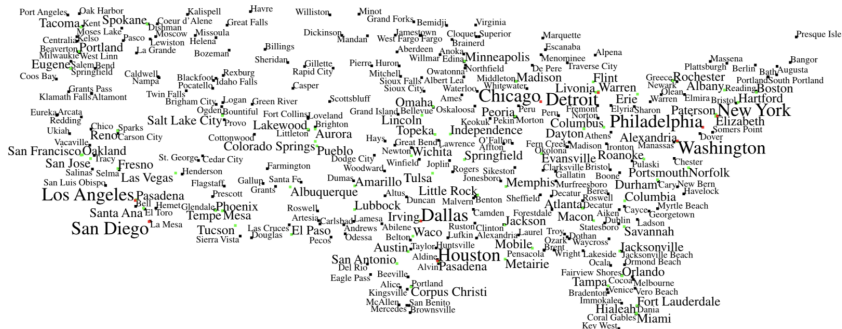 Port Angeles Oak Harbor Kalispell Havre Williston Minot Presque Isle
Tacoma Kent Spokane Coeur d'Alene Great Falls Grand Forks Bemidji Virginia
Moses Lake Dishman Moscow Missoula Dickinson Jamestown Cloquet Superior Marquette
Centralia Kelso Pasco Lewiston Helena Mandan West Fargo Fargo Brainerd Escanaba
Beaverton Portland La Grande Bozeman Billings Aberdeen Willmar Minneapolis Menominee Alpena Massena
Milwaukie West Linn Sheridan Gillette Pierre Huron Edina Northfield De Pere Traverse City Plattsburgh Berlin Bath Augusta
Eugene Salem Bend Caldwell Blackfoot Rexburg Rapid City Mitchell Owatonna Middleton Madison Flint Greece Rochester Portland South Portland
Coos Bay Springfield Nampa Pocatello Idaho Falls Casper Sioux Falls Albert Lea Whitewater Livonia Warren Newark Albany Reading Boston
Grants Pass Twin Falls Scottsbluff Waterloo Chicago Detroit Erie Olean Elmira Bristol Hartford
Klamath Falls Altamont Brigham City Logan Green River Omaha Ames Paterson New York
Eureka Arcata Ogden Bountiful Fort Collins Loveland Grand Island Bellevue Oskaloosa Peoria Peru Peru Fremont Elyria Philadelphia Elizabeth
Redding Chico Sparks Salt Lake City Provo Lakewood Brighton Lincoln Keokuk Pekin Morton Columbus Dover Somers Point
Ukiah Reno Carson City Cottonwood Littleton Aurora Hays Topeka Independence Dayton Athens Alexandria
Vacaville Colorado Springs Pueblo Great Bend Lawrence O'Fallon Fern Creek Madison Ironton Manassas Washington
San Francisco Oakland St. George Cedar City Dodge City Newton Wichita Alton Okolona Evansville Roanoke Pulaski Chester
San Jose Tracy Fresno Farmington Woodward Winfield Joplin Springfield Clarksville Bristol Portsmouth Norfolk
Salinas Selma Las Vegas Henderson Gallup Santa Fe Dumas Rogers Sikeston Gallatin Boone Durham Cary New Bern
San Luis Obispo Flagstaff Grants Albuquerque Amarillo Tulsa Jonesboro Memphis Murfreesboro Columbia Havelock
Los Angeles Pasadena Prescott Little Rock Sheffield Decatur Berea Myrtle Beach
Bell Hemet Glendale Phoenix Roswell Lubbock Duncan Malvern Benton Atlanta Roswell Decatur Cayce Georgetown
Santa Ana El Toro Tempe Mesa Artesia Carlsbad Lamesa Irving Dallas Camden Forestdale Macon Aiken Ladson
San Diego La Mesa Tucson Las Cruces El Paso Andrews Abilene Waco Ruston Clinton Jackson Dublin Statesboro Savannah
Sierra Vista Douglas Pecos Odessa Belton Lufkin Alexandria Laurel Troy Ozark Dothan Waycross
Austin Taylor Huntsville Mobile Brent Wright Lakeside Jacksonville
San Antonio Aldine Houston Pensacola Ocala Ormond Beach
Del Rio Alvin Pasadena Metairie Fairview Shores Orlando
Eagle Pass Beeville Tampa Cocoa Melbourne
Alice Portland Bradenton Venice Vero Beach
Kingsville Corpus Christi Immokalee Fort Lauderdale
McAllen San Benito Hialeah Dania
Mercedes Brownsville Coral Gables Miami
Key West